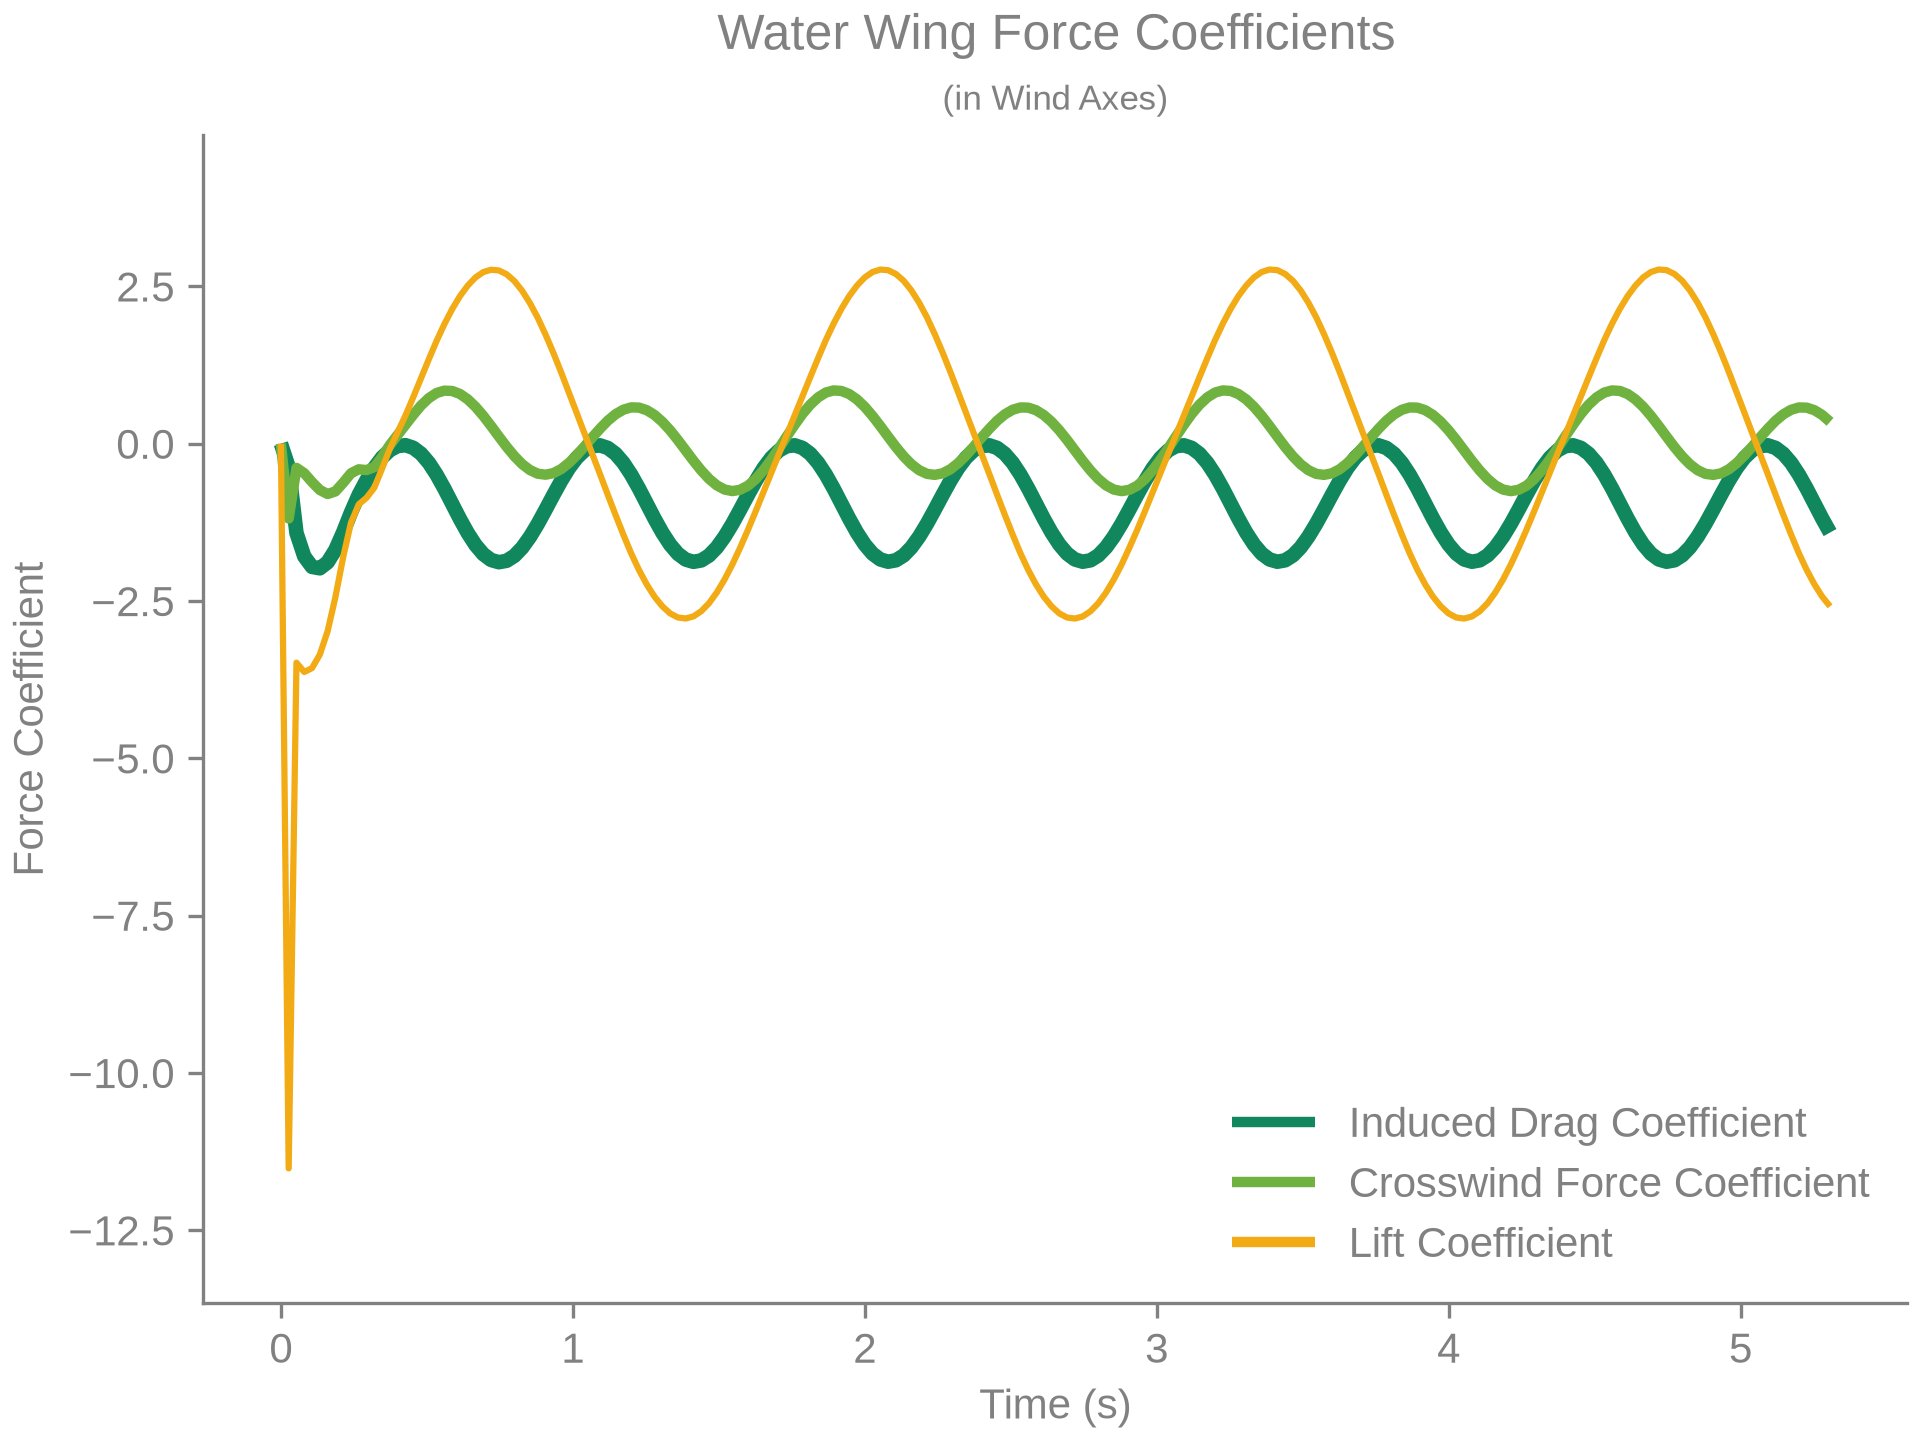 Water Wing Force Coefficients
(in Wind Axes)
Force Coefficient
2.5
0.0
−2.5
−5.0
−7.5
−10.0
−12.5
Induced Drag Coefficient
Crosswind Force Coefficient
Lift Coefficient
0 1 2 3 4 5
Time (s)